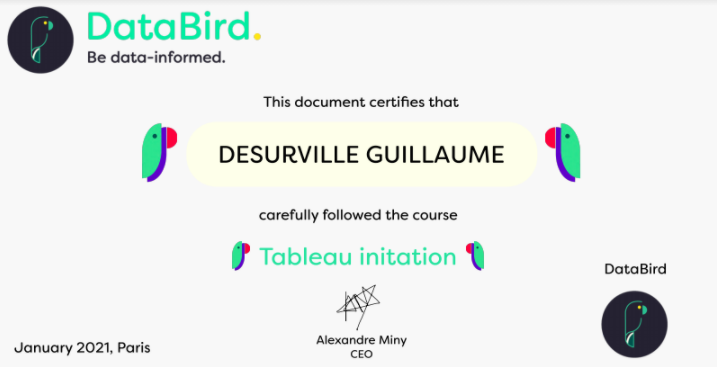 DataBird.
Be data-informed.
This document certifies that
DESURVILLE GUILLAUME
carefully followed the course
Tableau initation
DataBird
Alexandre Miny
CEO
January 2021, Paris